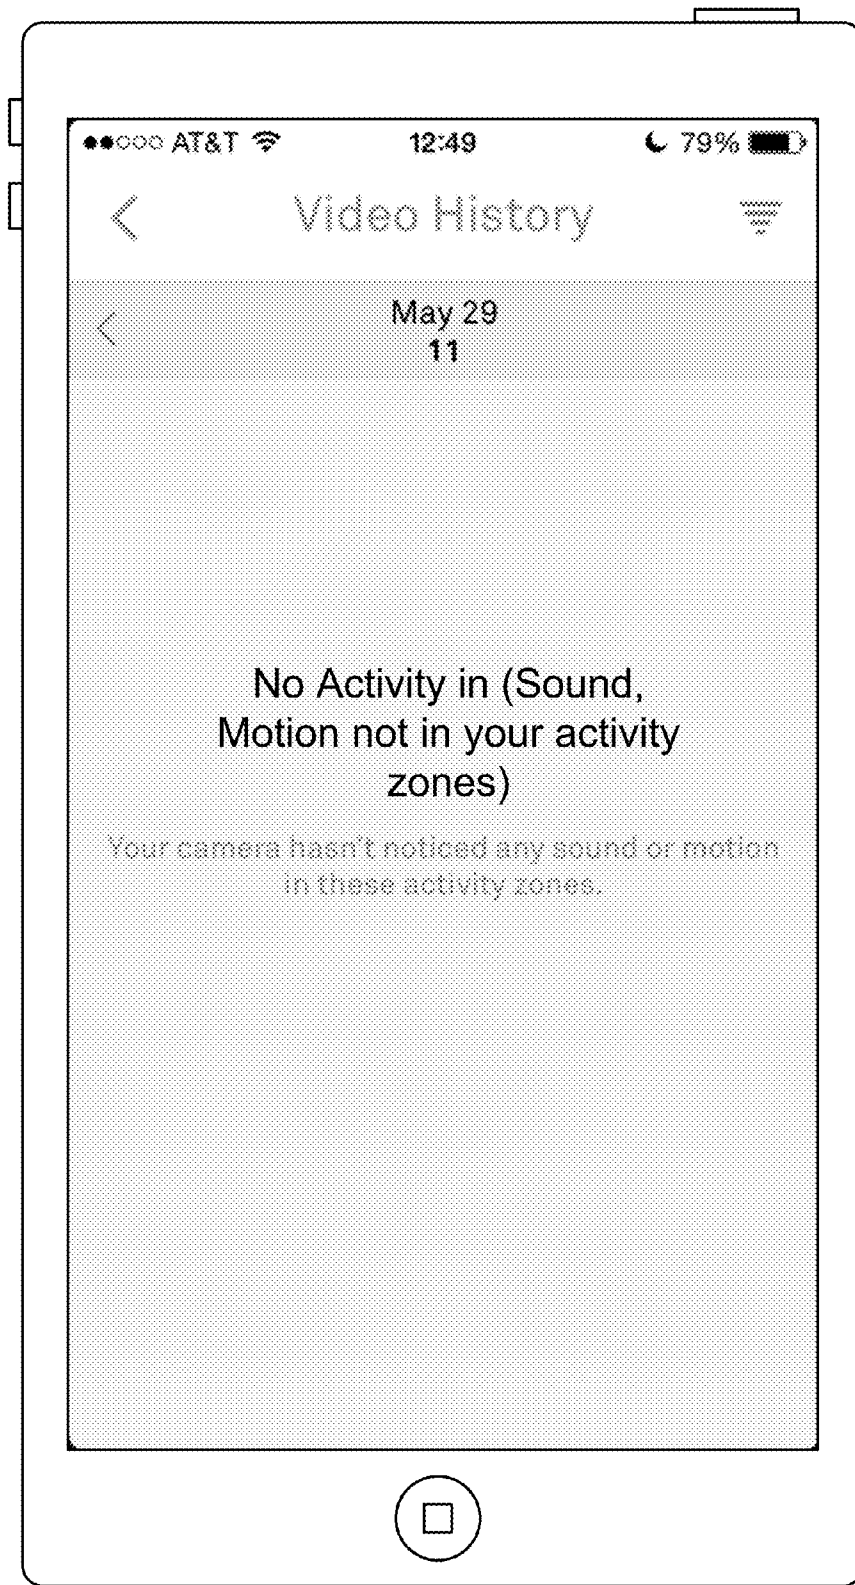 AT&T 12:49 79%
Video History
May 29
11
No Activity in (Sound,
Motion not in your activity
zones)
Your camera hasn't noticed any sound or motion
in these activity zones.